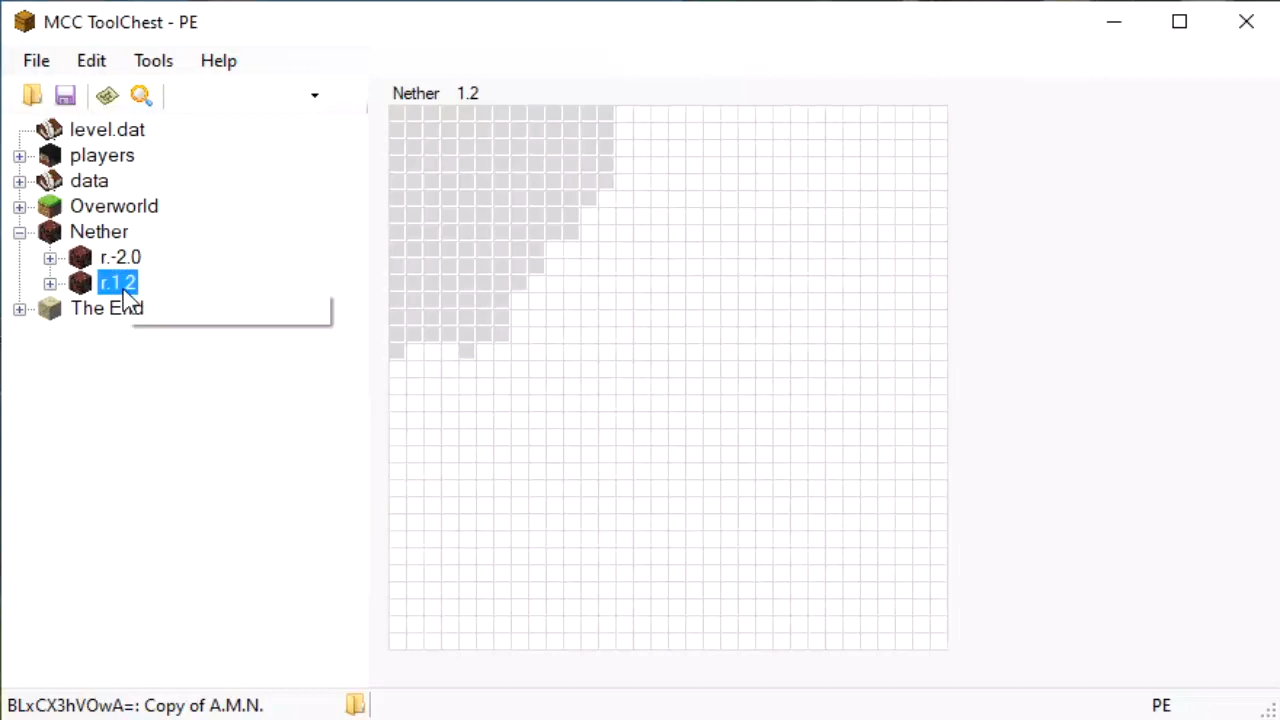 MCC ToolChest - PE
File Edit Tools Help
level.dat
players
data
Overworld
Nether
r.-2.0
r.1.2
The End
Nether 1.2
BLxCX3hVOwA=: Copy of A.M.N.
PE